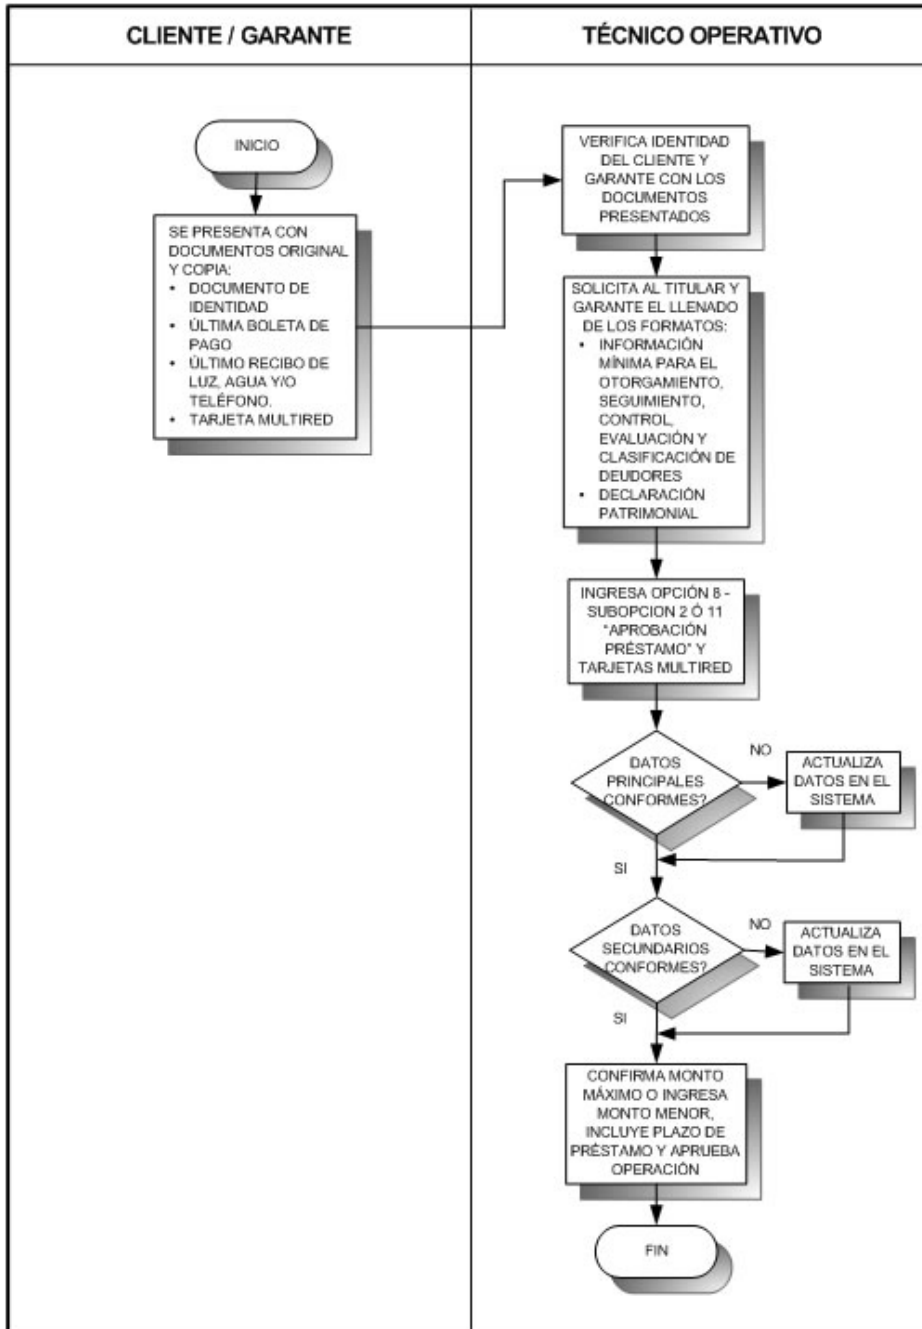 CLIENTE / GARANTE
TÉCNICO OPERATIVO
INICIO
SE PRESENTA CON
DOCUMENTOS ORIGINAL
Y COPIA:
• DOCUMENTO DE
IDENTIDAD
• ÚLTIMA BOLETA DE
PAGO
• ÚLTIMO RECIBO DE
LUZ, AGUA Y/O
TELÉFONO.
• TARJETA MULTIRED
VERIFICA IDENTIDAD
DEL CLIENTE Y
GARANTE CON LOS
DOCUMENTOS
PRESENTADOS
SOLICITA AL TITULAR Y
GARANTE EL LLENADO
DE LOS FORMATOS:
• INFORMACIÓN
MÍNIMA PARA EL
OTORGAMIENTO,
SEGUIMIENTO,
CONTROL,
EVALUACIÓN Y
CLASIFICACIÓN DE
DEUDORES
• DECLARACIÓN
PATRIMONIAL
INGRESA OPCIÓN 8 -
SUBOPCION 2 Ó 11
"APROBACIÓN
PRÉSTAMO" Y
TARJETAS MULTIRED
DATOS
PRINCIPALES
CONFORMES?
NO
ACTUALIZA
DATOS EN EL
SISTEMA
SI
DATOS
SECUNDARIOS
CONFORMES?
NO
ACTUALIZA
DATOS EN EL
SISTEMA
SI
CONFIRMA MONTO
MÁXIMO O INGRESA
MONTO MENOR,
INCLUYE PLAZO DE
PRÉSTAMO Y APRUEBA
OPERACIÓN
FIN